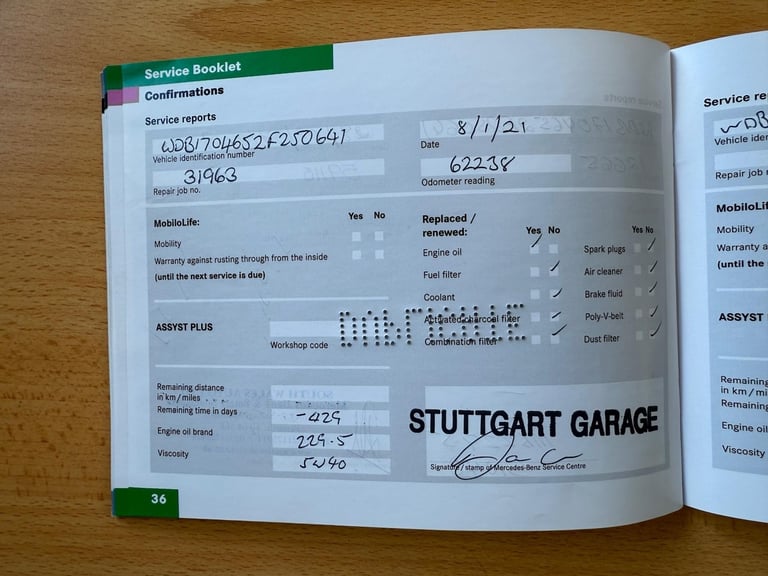 Service Booklet
Confirmations
Service reports
WDB1704652F250641
Vehicle identification number
31963
Repair job no.
8/1/21
Date
62238
Odometer reading
MobiloLife:
Yes No
Mobility
Warranty against rusting through from the inside
(until the next service is due)
Replaced /
renewed:
Yes No
Engine oil
Fuel filter
Coolant
Activated charcoal filter
Combination filter
Yes No
Spark plugs
Air cleaner
Brake fluid
Poly-V-belt
Dust filter
ASSYST PLUS
Workshop code
Remaining distance
in km / miles
Remaining time in days
-429
Engine oil brand
229.5
Viscosity
5W40
STUTTGART GARAGE
Signature / stamp of Mercedes-Benz Service Centre
36
Service re
WDB
Vehicle iden
Repair job n
MobiloLif
Mobility
Warranty a
(until the
ASSYST
Remaining
in km / mi
Remaining
Engine oil
Viscosity